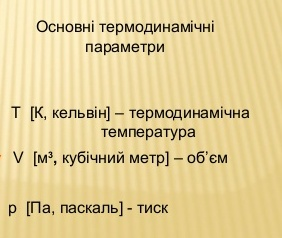 Основні термодинамічні
параметри
T [К, кельвін] – термодинамічна
температура
V [м³, кубічний метр] – об’єм
p [Па, паскаль] - тиск